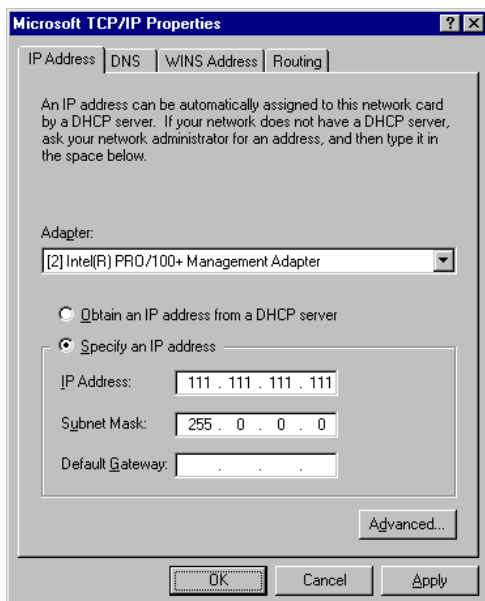 Microsoft TCP/IP Properties
? X
IP Address DNS WINS Address Routing
An IP address can be automatically assigned to this network card
by a DHCP server. If your network does not have a DHCP server,
ask your network administrator for an address, and then type it in
the space below.
Adapter:
[2] Intel(R) PRO/100+ Management Adapter
Obtain an IP address from a DHCP server
Specify an IP address
IP Address: 111 . 111 . 111 . 111
Subnet Mask: 255 . 0 . 0 . 0
Default Gateway: . . .
Advanced...
OK Cancel Apply